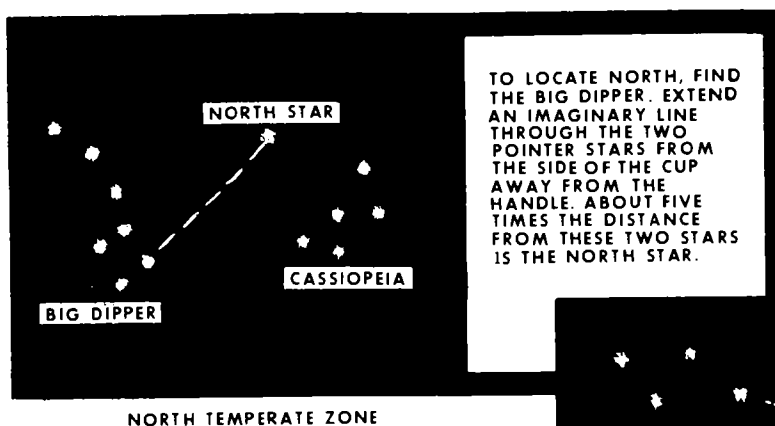 NORTH STAR
TO LOCATE NORTH, FIND
THE BIG DIPPER. EXTEND
AN IMAGINARY LINE
THROUGH THE TWO
POINTER STARS FROM
THE SIDE OF THE CUP
AWAY FROM THE
HANDLE. ABOUT FIVE
TIMES THE DISTANCE
FROM THESE TWO STARS
IS THE NORTH STAR.
CASSIOPEIA
BIG DIPPER
NORTH TEMPERATE ZONE